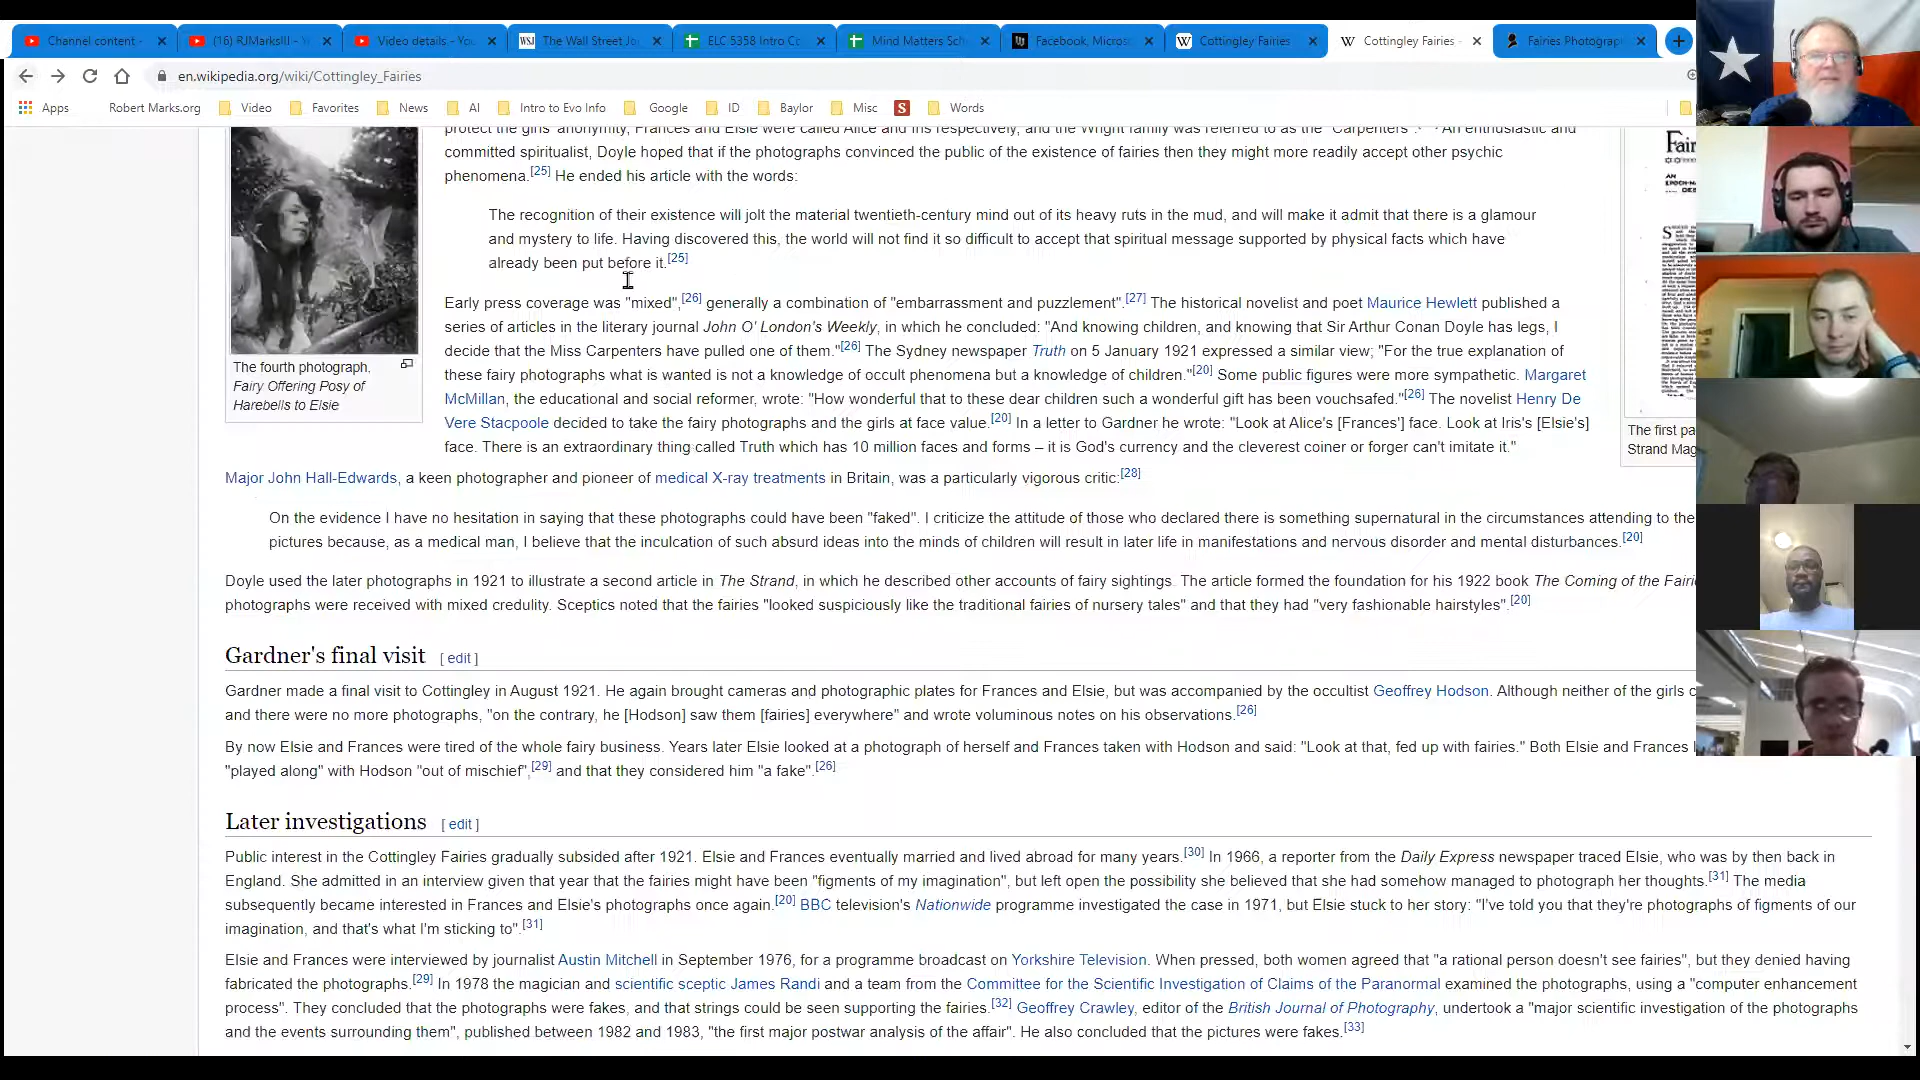 Channel content -
(16) RJMarksIII - Y
Video details - You
WSJ The Wall Street Jo
ELC 5358 Intro Co
Mind Matters Sch
Facebook, Micros
W Cottingley Fairies
W Cottingley Fairies -
Fairies Photograp
en.wikipedia.org/wiki/Cottingley_Fairies
Apps Robert Marks.org Video Favorites News AI Intro to Evo Info Google ID Baylor Misc S Words
protect the girls' anonymity, Frances and Elsie were called Alice and Iris respectively, and the Wright family was referred to as the "Carpenters". An enthusiastic and
committed spiritualist, Doyle hoped that if the photographs convinced the public of the existence of fairies then they might more readily accept other psychic
phenomena.[25] He ended his article with the words:
The recognition of their existence will jolt the material twentieth-century mind out of its heavy ruts in the mud, and will make it admit that there is a glamour
and mystery to life. Having discovered this, the world will not find it so difficult to accept that spiritual message supported by physical facts which have
already been put before it.[25]
Early press coverage was "mixed",[26] generally a combination of "embarrassment and puzzlement".[27] The historical novelist and poet Maurice Hewlett published a
series of articles in the literary journal John O' London's Weekly, in which he concluded: "And knowing children, and knowing that Sir Arthur Conan Doyle has legs, I
decide that the Miss Carpenters have pulled one of them."[26] The Sydney newspaper Truth on 5 January 1921 expressed a similar view; "For the true explanation of
these fairy photographs what is wanted is not a knowledge of occult phenomena but a knowledge of children."[20] Some public figures were more sympathetic. Margaret
McMillan, the educational and social reformer, wrote: "How wonderful that to these dear children such a wonderful gift has been vouchsafed."[26] The novelist Henry De
Vere Stacpoole decided to take the fairy photographs and the girls at face value.[20] In a letter to Gardner he wrote: "Look at Alice's [Frances'] face. Look at Iris's [Elsie's]
face. There is an extraordinary thing called Truth which has 10 million faces and forms – it is God's currency and the cleverest coiner or forger can't imitate it."
The fourth photograph,
Fairy Offering Posy of
Harebells to Elsie
Fair
AN
The first pa
Strand Mag
Major John Hall-Edwards, a keen photographer and pioneer of medical X-ray treatments in Britain, was a particularly vigorous critic:[28]
On the evidence I have no hesitation in saying that these photographs could have been "faked". I criticize the attitude of those who declared there is something supernatural in the circumstances attending to the
pictures because, as a medical man, I believe that the inculcation of such absurd ideas into the minds of children will result in later life in manifestations and nervous disorder and mental disturbances.[20]
Doyle used the later photographs in 1921 to illustrate a second article in The Strand, in which he described other accounts of fairy sightings. The article formed the foundation for his 1922 book The Coming of the Fairi
photographs were received with mixed credulity. Sceptics noted that the fairies "looked suspiciously like the traditional fairies of nursery tales" and that they had "very fashionable hairstyles".[20]
Gardner's final visit [ edit ]
Gardner made a final visit to Cottingley in August 1921. He again brought cameras and photographic plates for Frances and Elsie, but was accompanied by the occultist Geoffrey Hodson. Although neither of the girls c
and there were no more photographs, "on the contrary, he [Hodson] saw them [fairies] everywhere" and wrote voluminous notes on his observations.[26]
By now Elsie and Frances were tired of the whole fairy business. Years later Elsie looked at a photograph of herself and Frances taken with Hodson and said: "Look at that, fed up with fairies." Both Elsie and Frances l
"played along" with Hodson "out of mischief",[29] and that they considered him "a fake".[26]
Later investigations [ edit ]
Public interest in the Cottingley Fairies gradually subsided after 1921. Elsie and Frances eventually married and lived abroad for many years.[30] In 1966, a reporter from the Daily Express newspaper traced Elsie, who was by then back in
England. She admitted in an interview given that year that the fairies might have been "figments of my imagination", but left open the possibility she believed that she had somehow managed to photograph her thoughts.[31] The media
subsequently became interested in Frances and Elsie's photographs once again.[20] BBC television's Nationwide programme investigated the case in 1971, but Elsie stuck to her story: "I've told you that they're photographs of figments of our
imagination, and that's what I'm sticking to".[31]
Elsie and Frances were interviewed by journalist Austin Mitchell in September 1976, for a programme broadcast on Yorkshire Television. When pressed, both women agreed that "a rational person doesn't see fairies", but they denied having
fabricated the photographs.[29] In 1978 the magician and scientific sceptic James Randi and a team from the Committee for the Scientific Investigation of Claims of the Paranormal examined the photographs, using a "computer enhancement
process". They concluded that the photographs were fakes, and that strings could be seen supporting the fairies.[32] Geoffrey Crawley, editor of the British Journal of Photography, undertook a "major scientific investigation of the photographs
and the events surrounding them", published between 1982 and 1983, "the first major postwar analysis of the affair". He also concluded that the pictures were fakes.[33]